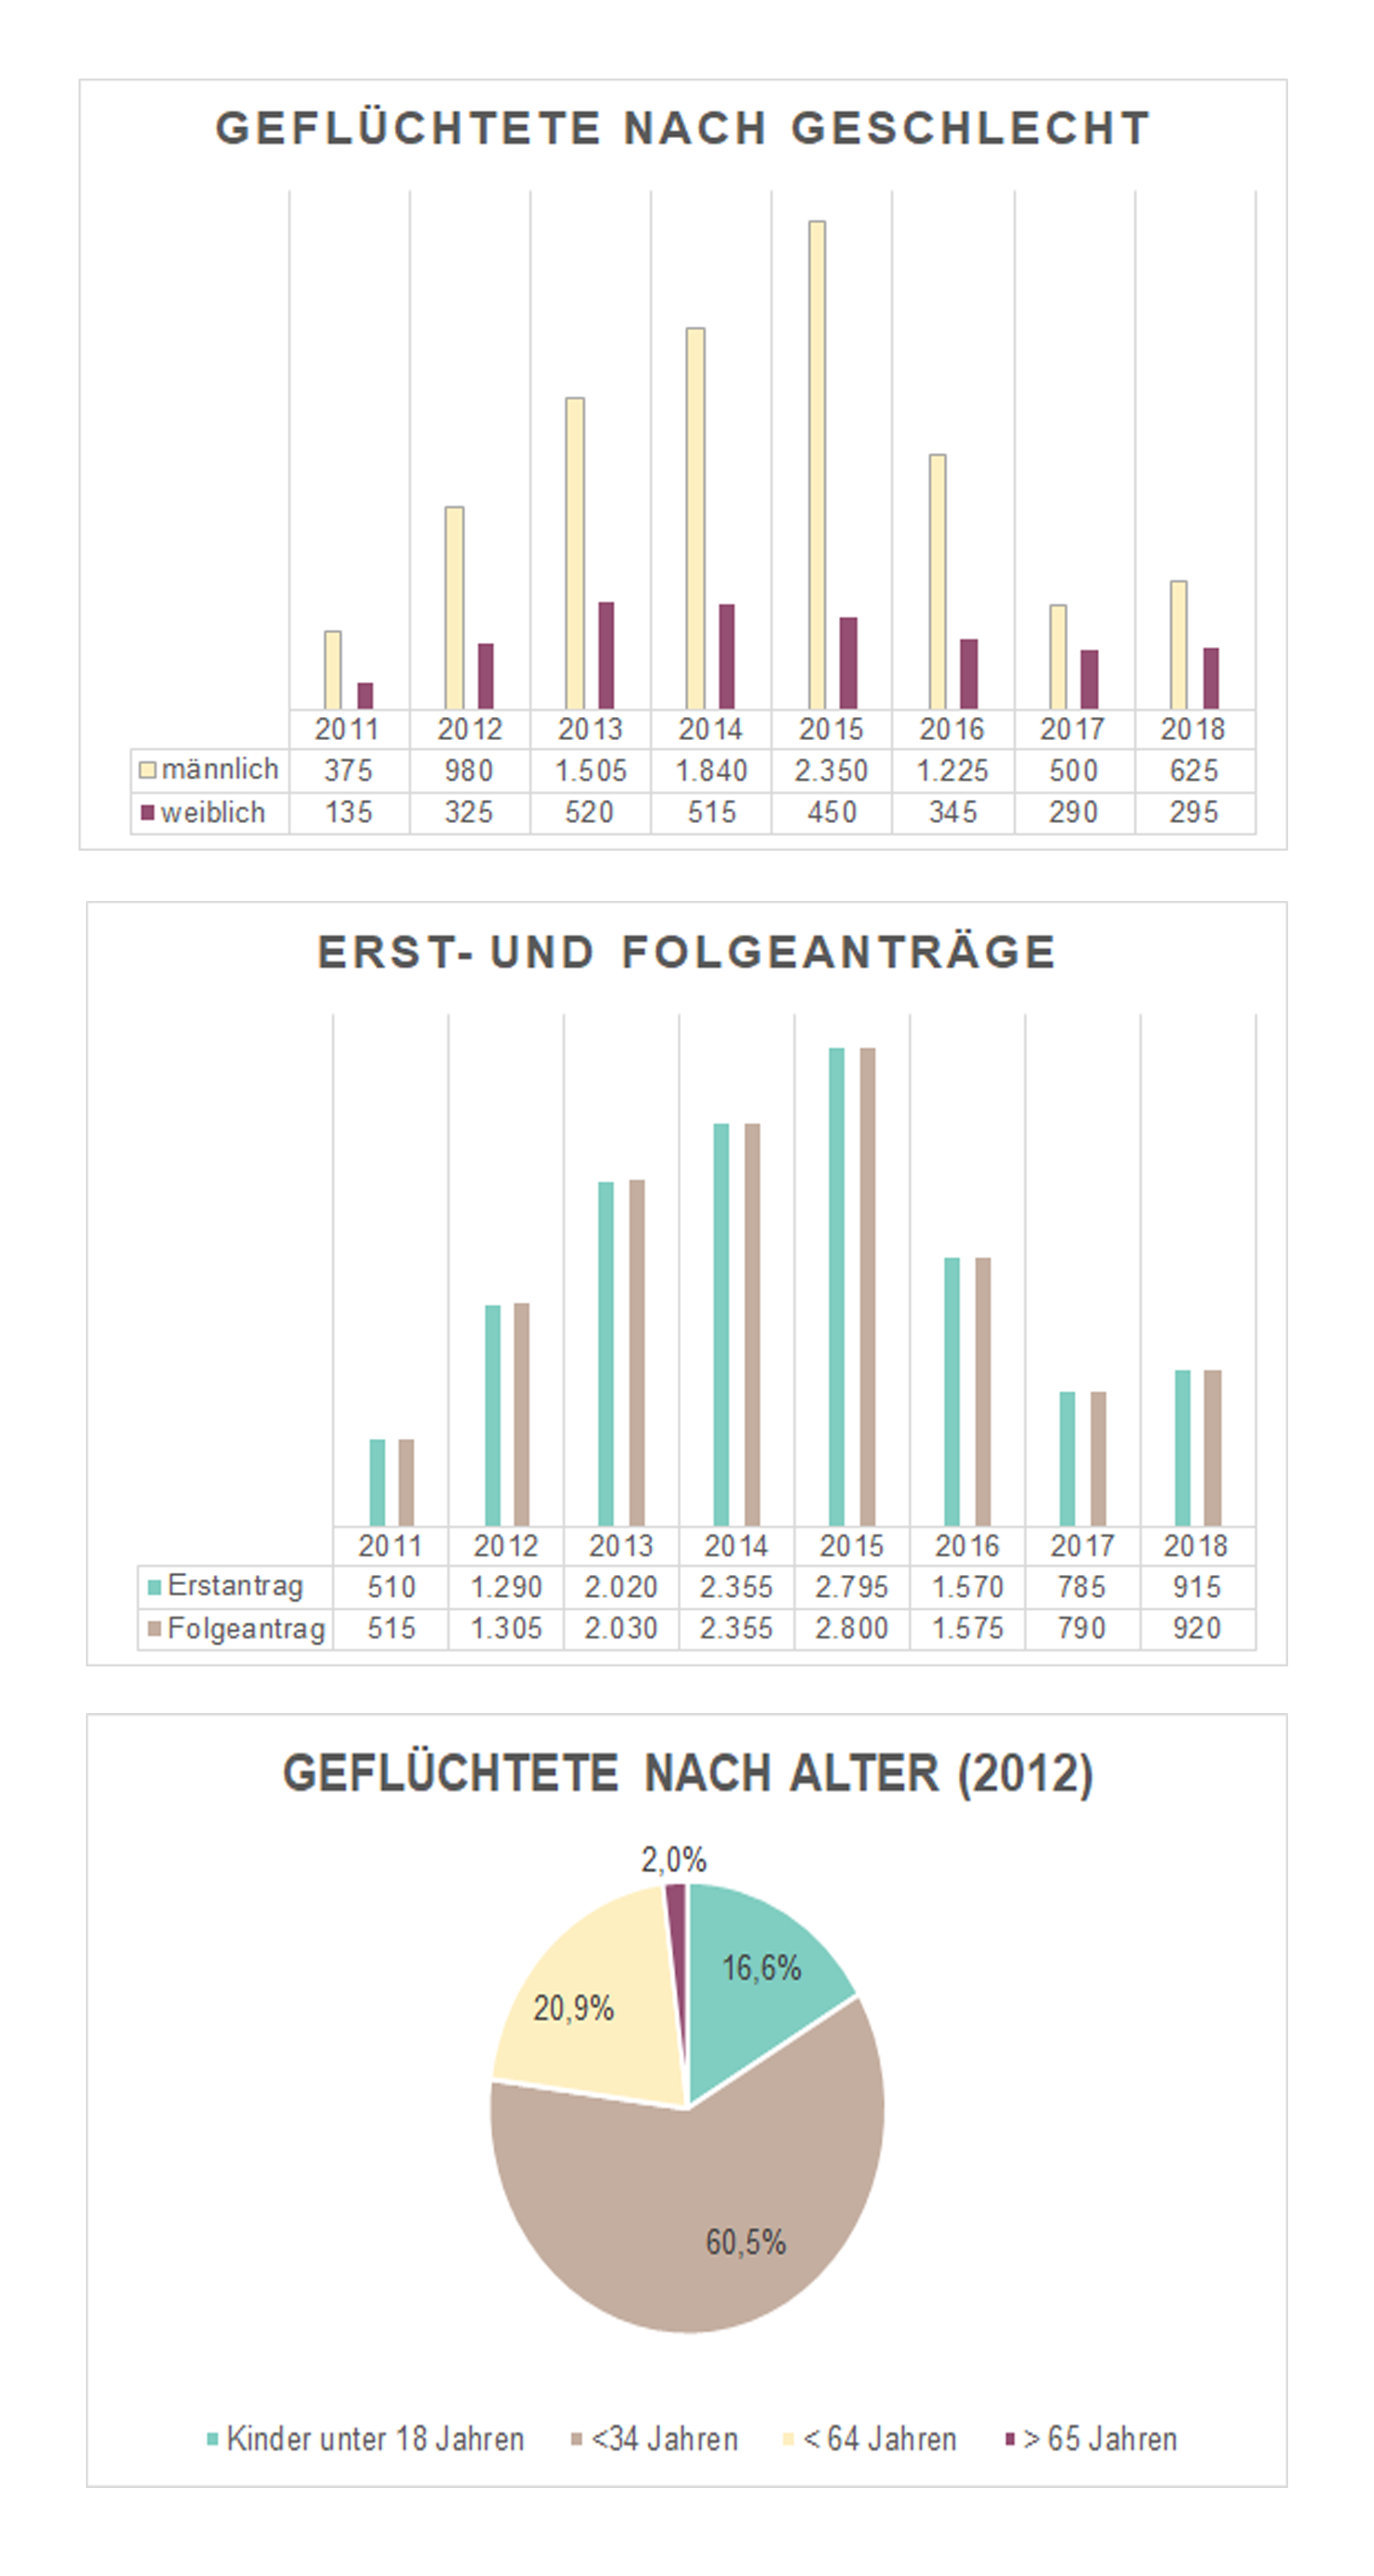 GEFLÜCHTETE NACH GESCHLECHT
2011 2012 2013 2014 2015 2016 2017 2018
männlich 375 980 1.505 1.840 2.350 1.225 500 625
weiblich 135 325 520 515 450 345 290 295
ERST- UND FOLGEANTRÄGE
2011 2012 2013 2014 2015 2016 2017 2018
Erstantrag 510 1.290 2.020 2.355 2.795 1.570 785 915
Folgeantrag 515 1.305 2.030 2.355 2.800 1.575 790 920
GEFLÜCHTETE NACH ALTER (2012)
2,0%
16,6%
20,9%
60,5%
Kinder unter 18 Jahren <34 Jahren < 64 Jahren > 65 Jahren